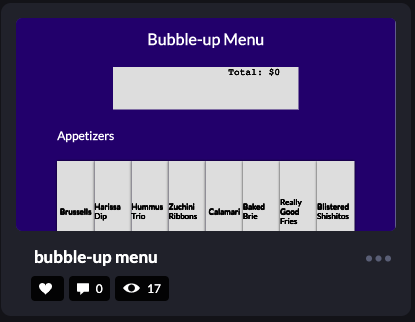 Bubble-up Menu
Total: $0
Appetizers
Brussells Harissa Dip Hummus Trio Zuchini Ribbons Calamari Baked Brie Really Good Fries Blistered Shishitos
bubble-up menu
0 17